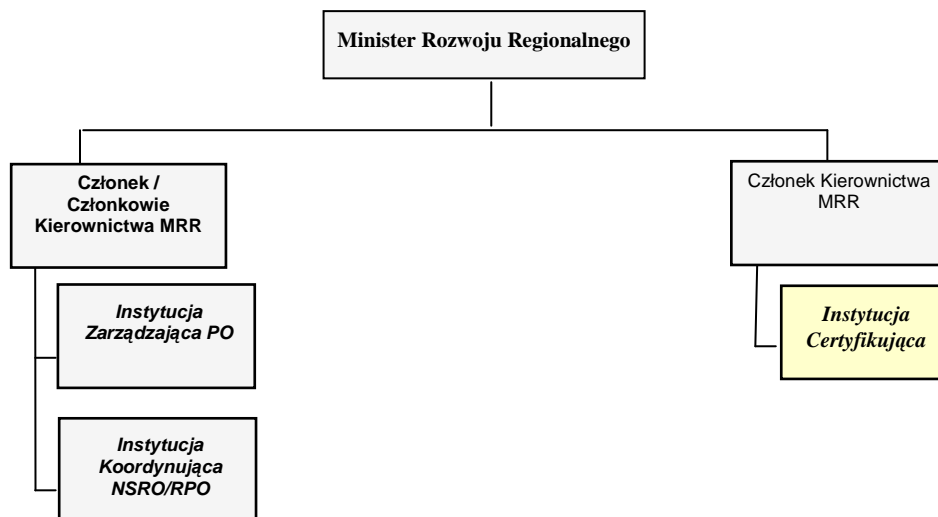 Minister Rozwoju Regionalnego
Członek /
Członkowie
Kierownictwa MRR
Członek Kierownictwa
MRR
Instytucja
Zarządzająca PO
Instytucja
Certyfikująca
Instytucja
Koordynująca
NSRO/RPO